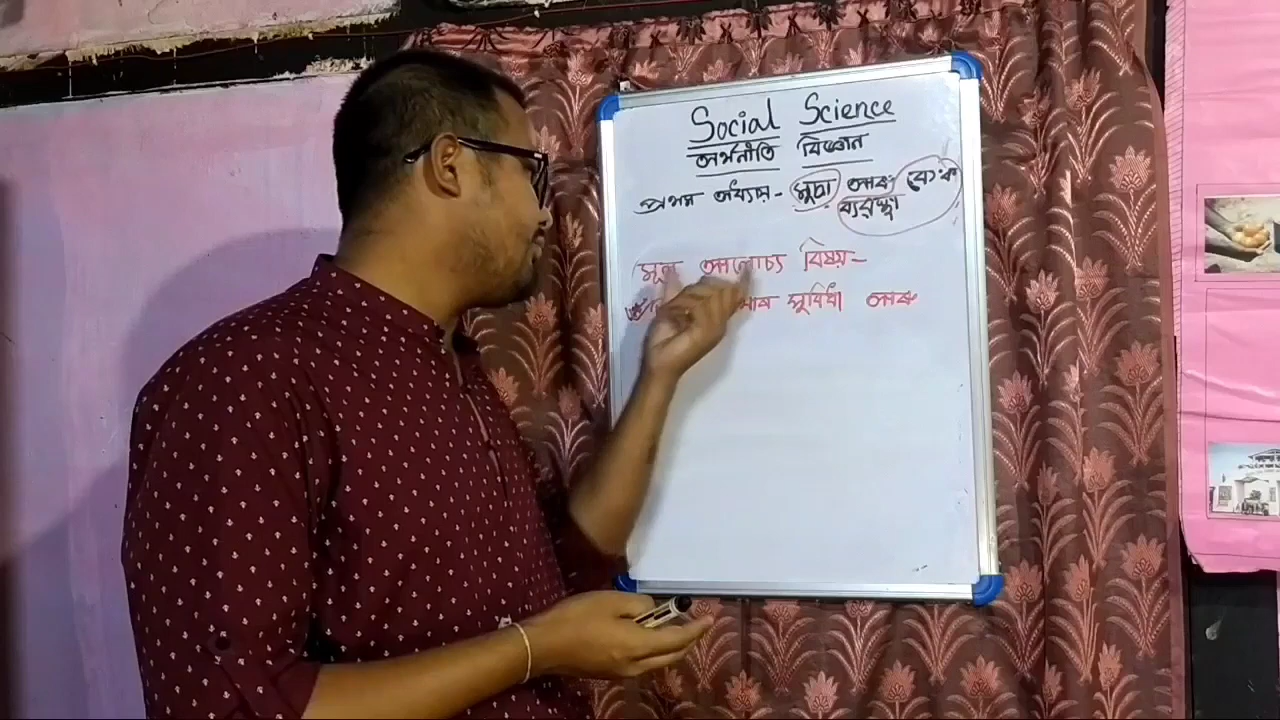 Social Science
অৰ্থনীতি বিজ্ঞান
প্ৰথম অধ্যায় - মুদ্ৰা আৰু বেংক
ব্যৱস্থা
মূল আলোচ্য বিষয় -
সুবিধা আৰু